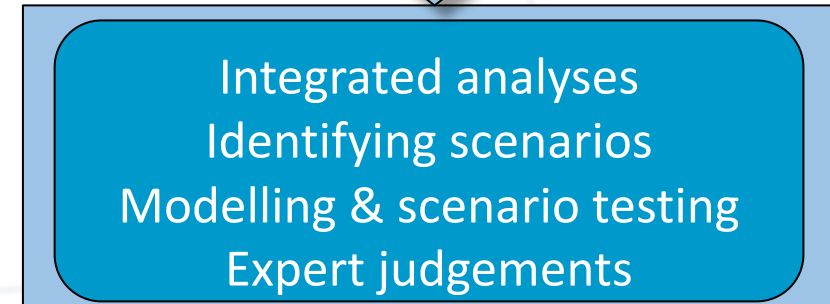 Integrated analyses
Identifying scenarios
Modelling & scenario testing
Expert judgements